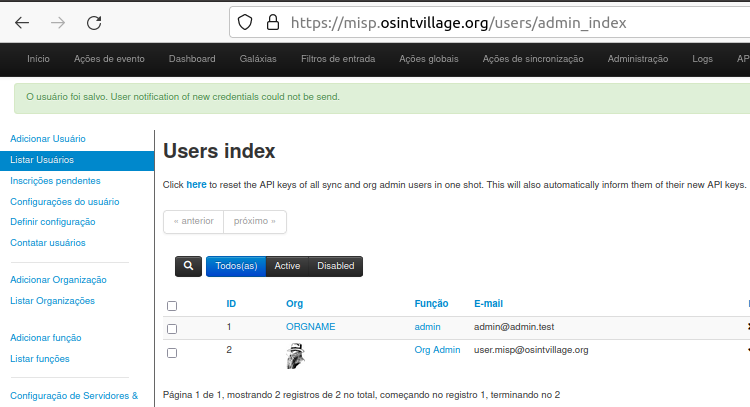 https://misp.osintvillage.org/users/admin_index
Início Ações de evento Dashboard Galáxias Filtros de entrada Ações globais Ações de sincronização Administração Logs AP
O usuário foi salvo. User notification of new credentials could not be send.
Adicionar Usuário
Listar Usuários
Inscrições pendentes
Configurações do usuário
Definir configuração
Contatar usuários
Adicionar Organização
Listar Organizações
Adicionar função
Listar funções
Configuração de Servidores &
Users index
Click here to reset the API keys of all sync and org admin users in one shot. This will also automatically inform them of their new API keys.
« anterior próximo »
Todos(as) Active Disabled
ID Org Função E-mail
1 ORGNAME admin admin@admin.test
2 Org Admin user.misp@osintvillage.org
Página 1 de 1, mostrando 2 registros de 2 no total, começando no registro 1, terminando no 2